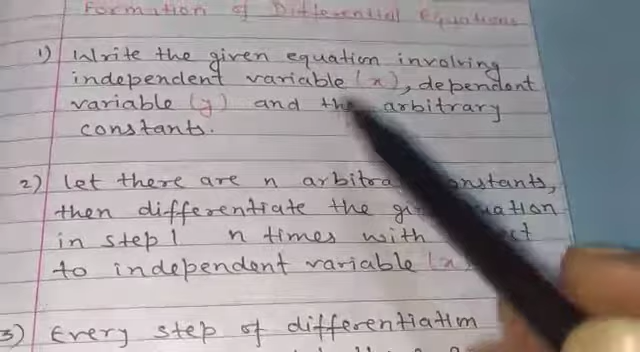 Formation of Differential Equations
1) Write the given equation involving
independent variable (x), dependent
variable (y) and the arbitrary
constants.
2) Let there are n arbitra constants,
then differentiate the equation
in step 1 n times with
to independent variable (x)
3) Every step of differentiation